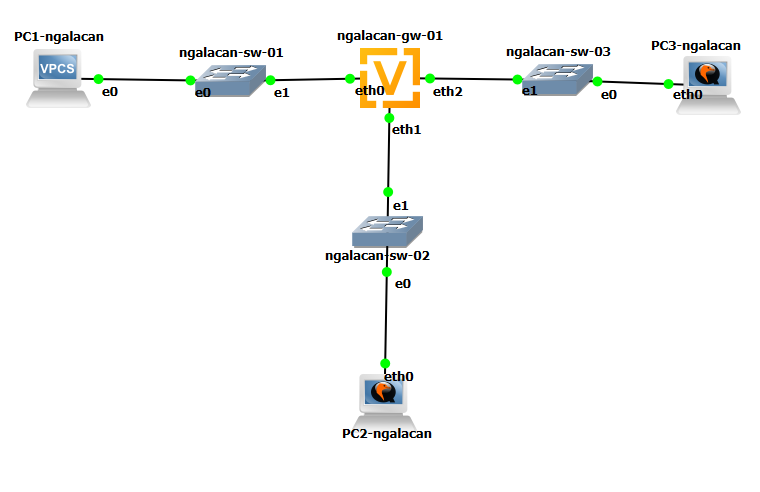 PC1-ngalacan
VPCS
e0
ngalacan-sw-01
e0
e1
ngalacan-gw-01
V
eth0
eth2
eth1
ngalacan-sw-03
e1
e0
PC3-ngalacan
eth0
e1
ngalacan-sw-02
e0
eth0
PC2-ngalacan